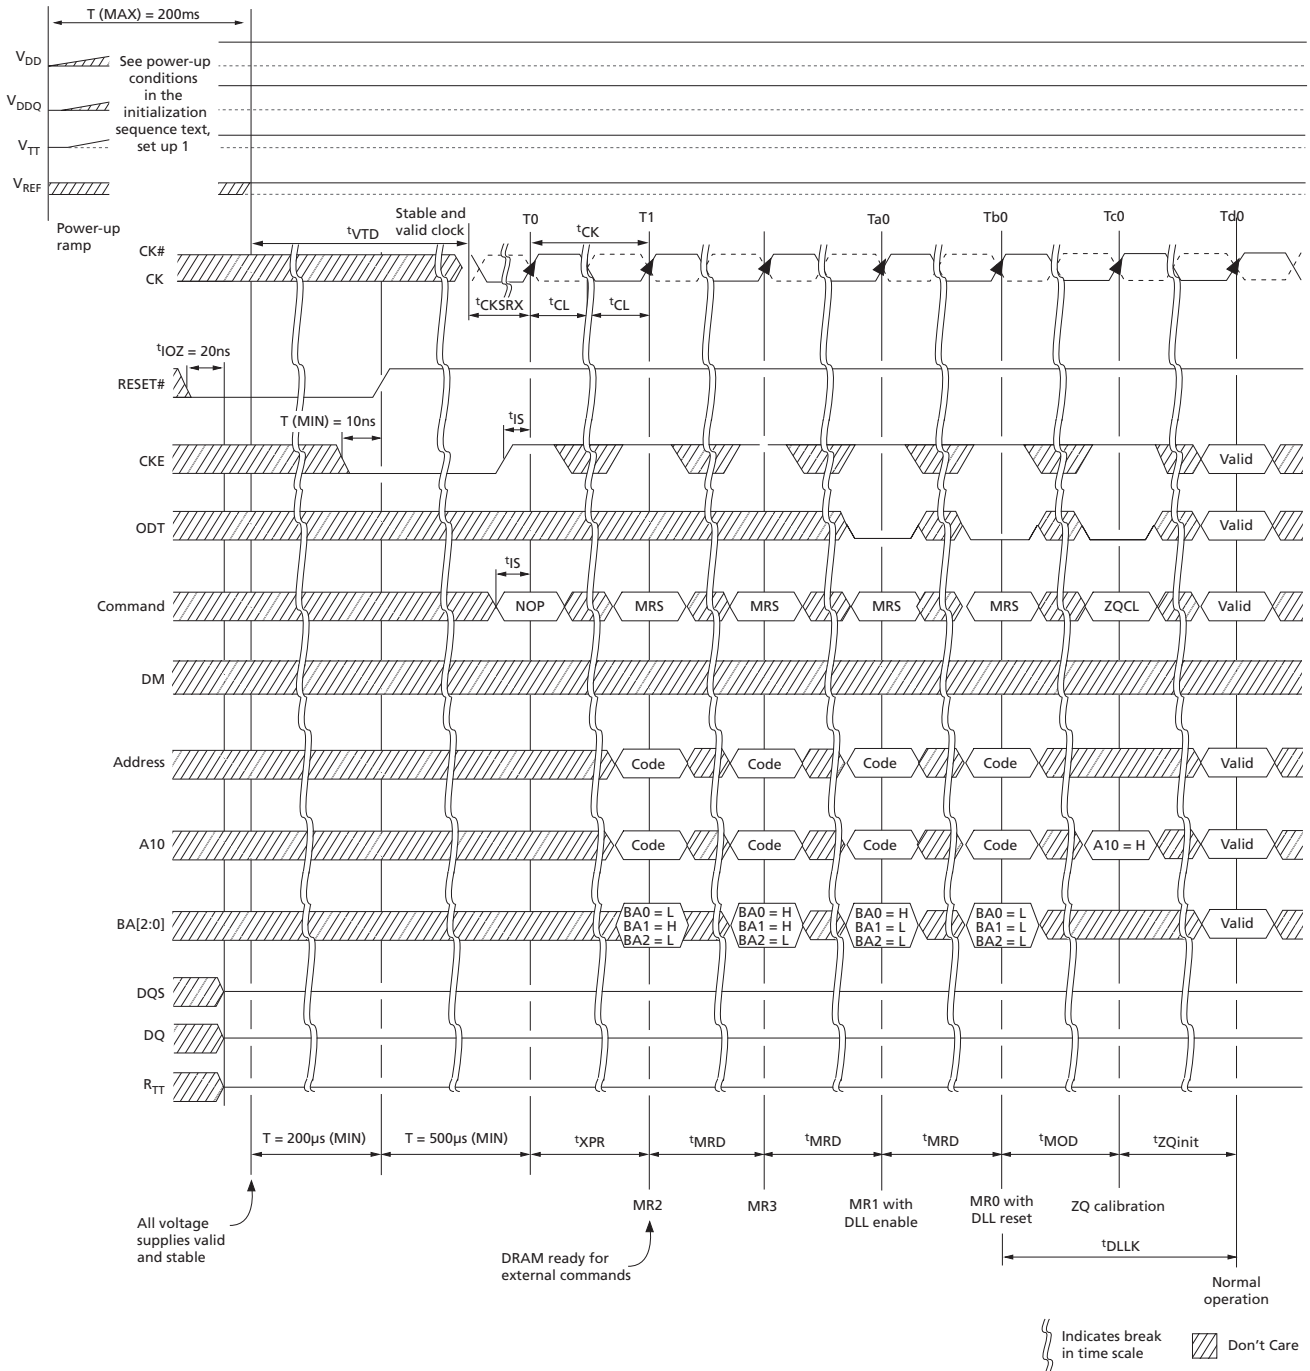 T (MAX) = 200ms
VDD
See power-up
conditions
in the
initialization
sequence text,
set up 1
VDDQ
VTT
VREF
Power-up
ramp
Stable and
valid clock
T0
T1
Ta0
Tb0
Tc0
Td0
tVTD
tCK
CK#
CK
tCKSRX
tCL
tCL
tIOZ = 20ns
RESET#
T (MIN) = 10ns
tIS
CKE
Valid
ODT
Valid
tIS
Command
NOP
MRS
MRS
MRS
MRS
ZQCL
Valid
DM
Address
Code
Code
Code
Code
Valid
A10
Code
Code
Code
Code
A10 = H
Valid
BA[2:0]
BA0 = L
BA1 = H
BA2 = L
BA0 = H
BA1 = H
BA2 = L
BA0 = H
BA1 = L
BA2 = L
BA0 = L
BA1 = L
BA2 = L
Valid
DQS
DQ
RTT
T = 200µs (MIN)
T = 500µs (MIN)
tXPR
tMRD
tMRD
tMRD
tMOD
tZQinit
MR2
MR3
MR1 with
DLL enable
MR0 with
DLL reset
ZQ calibration
All voltage
supplies valid
and stable
DRAM ready for
external commands
tDLLK
Normal
operation
Indicates break
in time scale
Don't Care